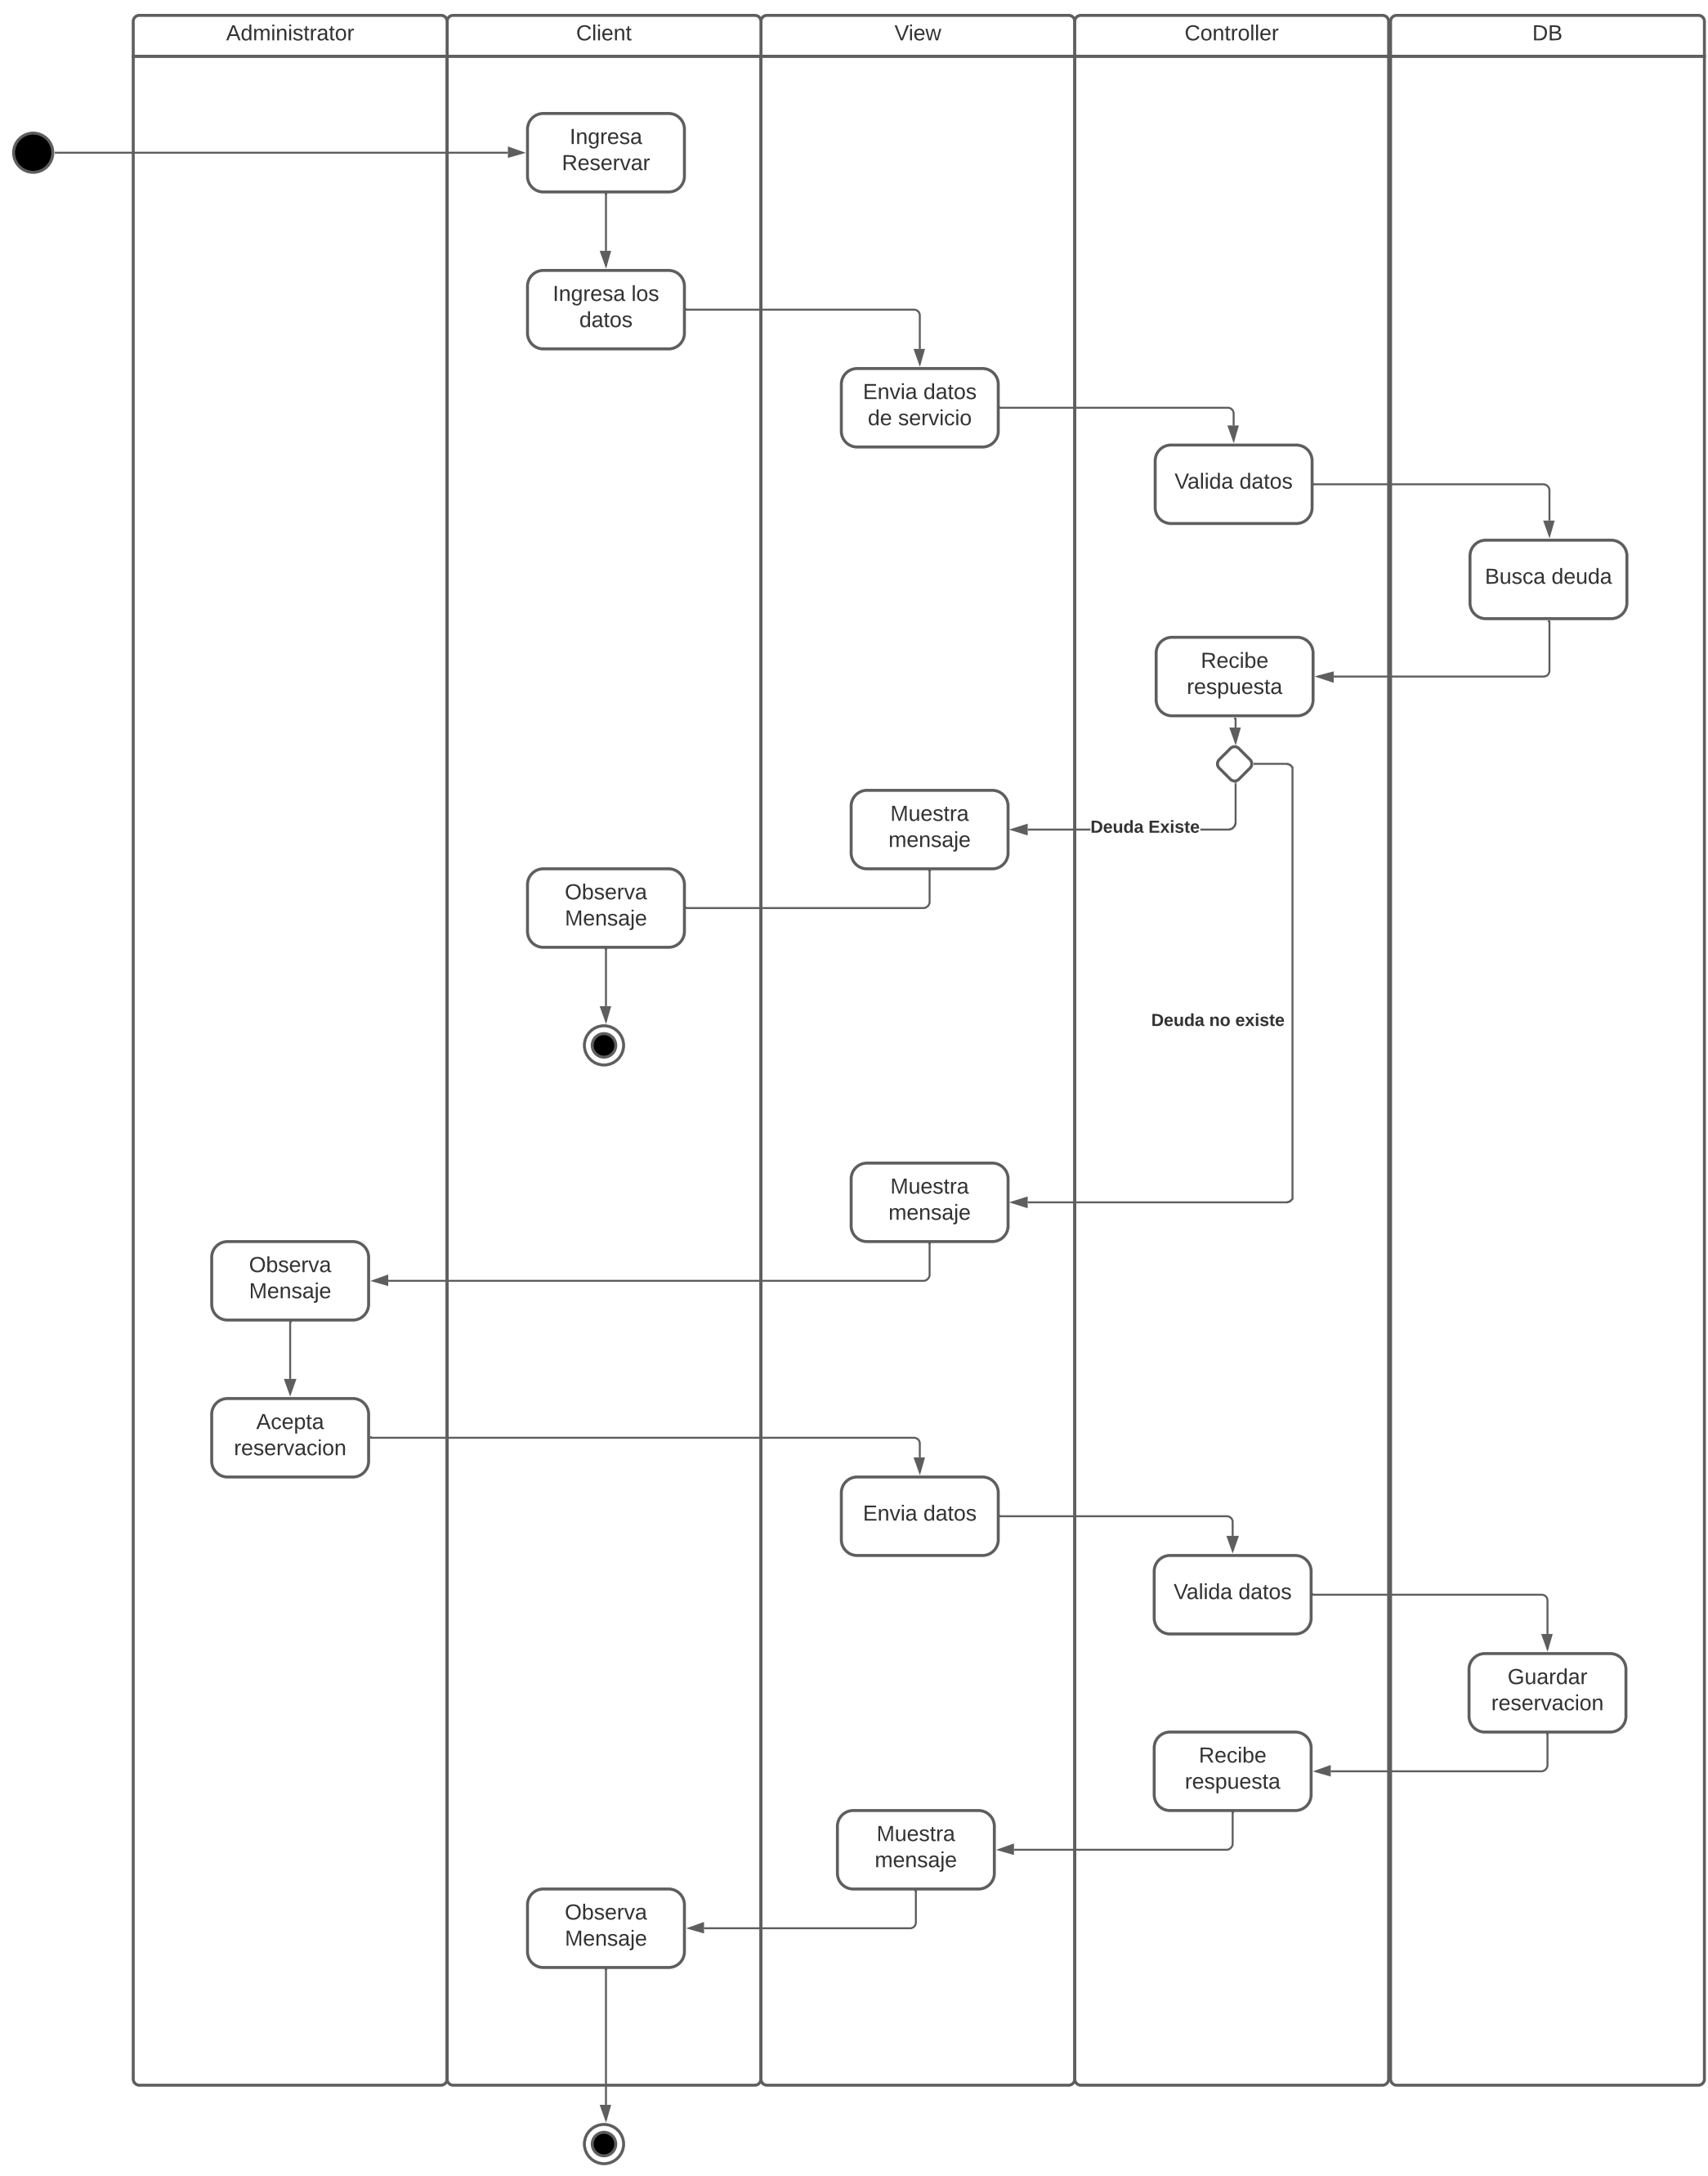 Administrator
Client
View
Controller
DB
Ingresa
Reservar
Ingresa los
datos
Envia datos
de servicio
Valida datos
Busca deuda
Recibe
respuesta
Muestra
mensaje
Deuda Existe
Observa
Mensaje
Deuda no existe
Muestra
mensaje
Observa
Mensaje
Acepta
reservacion
Envia datos
Valida datos
Guardar
reservacion
Recibe
respuesta
Muestra
mensaje
Observa
Mensaje